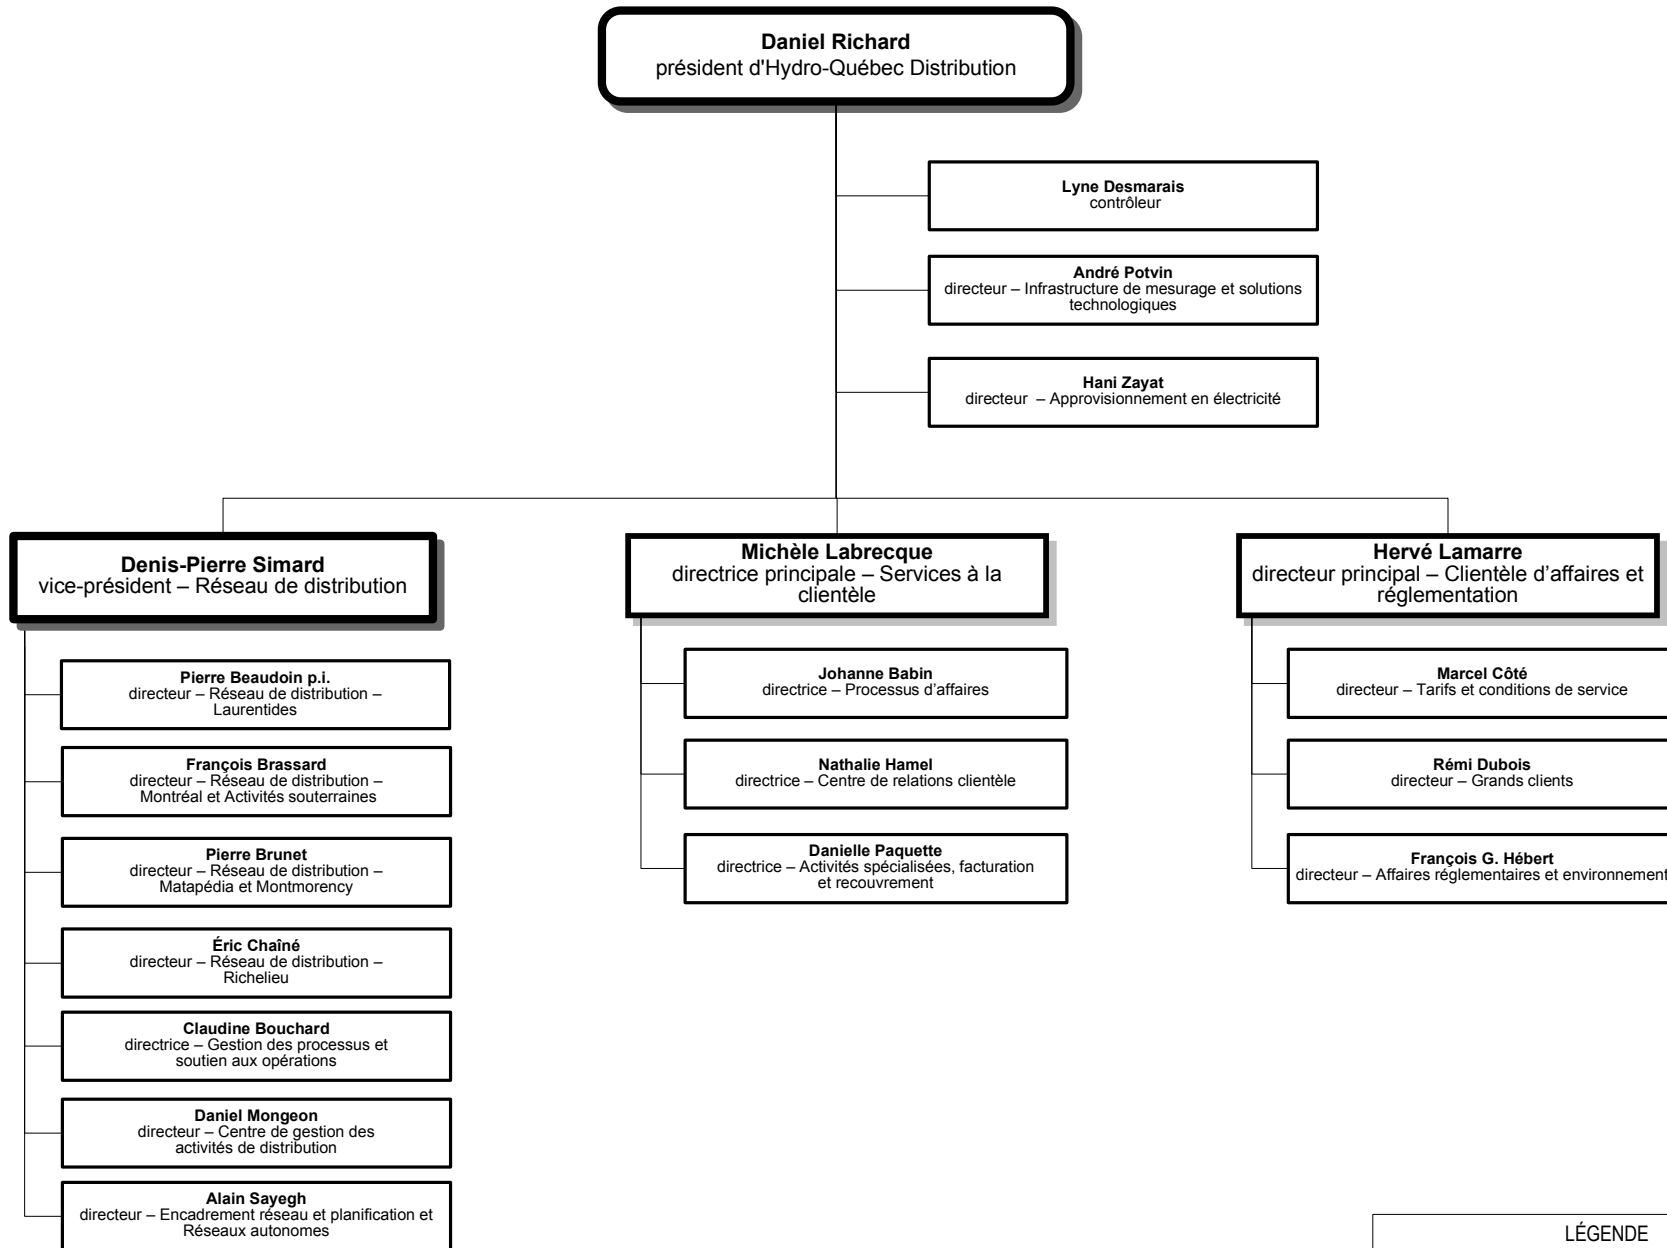 Daniel Richard
président d'Hydro-Québec Distribution
Lyne Desmarais
contrôleur
André Potvin
directeur – Infrastructure de mesurage et solutions
technologiques
Hani Zayat
directeur – Approvisionnement en électricité
Denis-Pierre Simard
vice-président – Réseau de distribution
Pierre Beaudoin p.i.
directeur – Réseau de distribution –
Laurentides
François Brassard
directeur – Réseau de distribution –
Montréal et Activités souterraines
Pierre Brunet
directeur – Réseau de distribution –
Matapédia et Montmorency
Éric Chaîné
directeur – Réseau de distribution –
Richelieu
Claudine Bouchard
directrice – Gestion des processus et
soutien aux opérations
Daniel Mongeon
directeur – Centre de gestion des
activités de distribution
Alain Sayegh
directeur – Encadrement réseau et planification et
Réseaux autonomes
Michèle Labrecque
directrice principale – Services à la
clientèle
Johanne Babin
directrice – Processus d’affaires
Nathalie Hamel
directrice – Centre de relations clientèle
Danielle Paquette
directrice – Activités spécialisées, facturation
et recouvrement
Hervé Lamarre
directeur principal – Clientèle d’affaires et
réglementation
Marcel Côté
directeur – Tarifs et conditions de service
Rémi Dubois
directeur – Grands clients
François G. Hébert
directeur – Affaires réglementaires et environnement
LÉGENDE